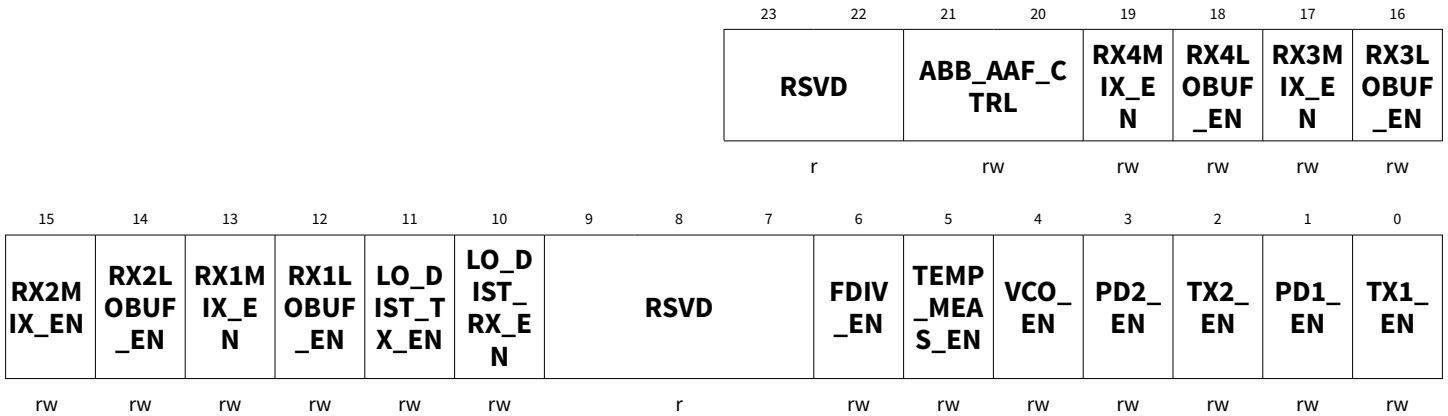 23 22 21 20 19 18 17 16
RSVD ABB_AAF_C RX4M RX4L RX3M RX3L
TRL IX_E OBUF IX_E OBUF
N _EN N _EN
r rw rw rw rw rw
15 14 13 12 11 10 9 8 7 6 5 4 3 2 1 0
LO_D
RX2L RX1M RX1L LO_D IST_ TEMP
RX2M OBUF IX_E OBUF IST_T RX_E RSVD FDIV _MEA VCO_ PD2_ TX2_ PD1_ TX1_
IX_EN _EN N _EN X_EN N _EN S_EN EN EN EN EN EN
rw rw rw rw rw rw r rw rw rw rw rw rw rw